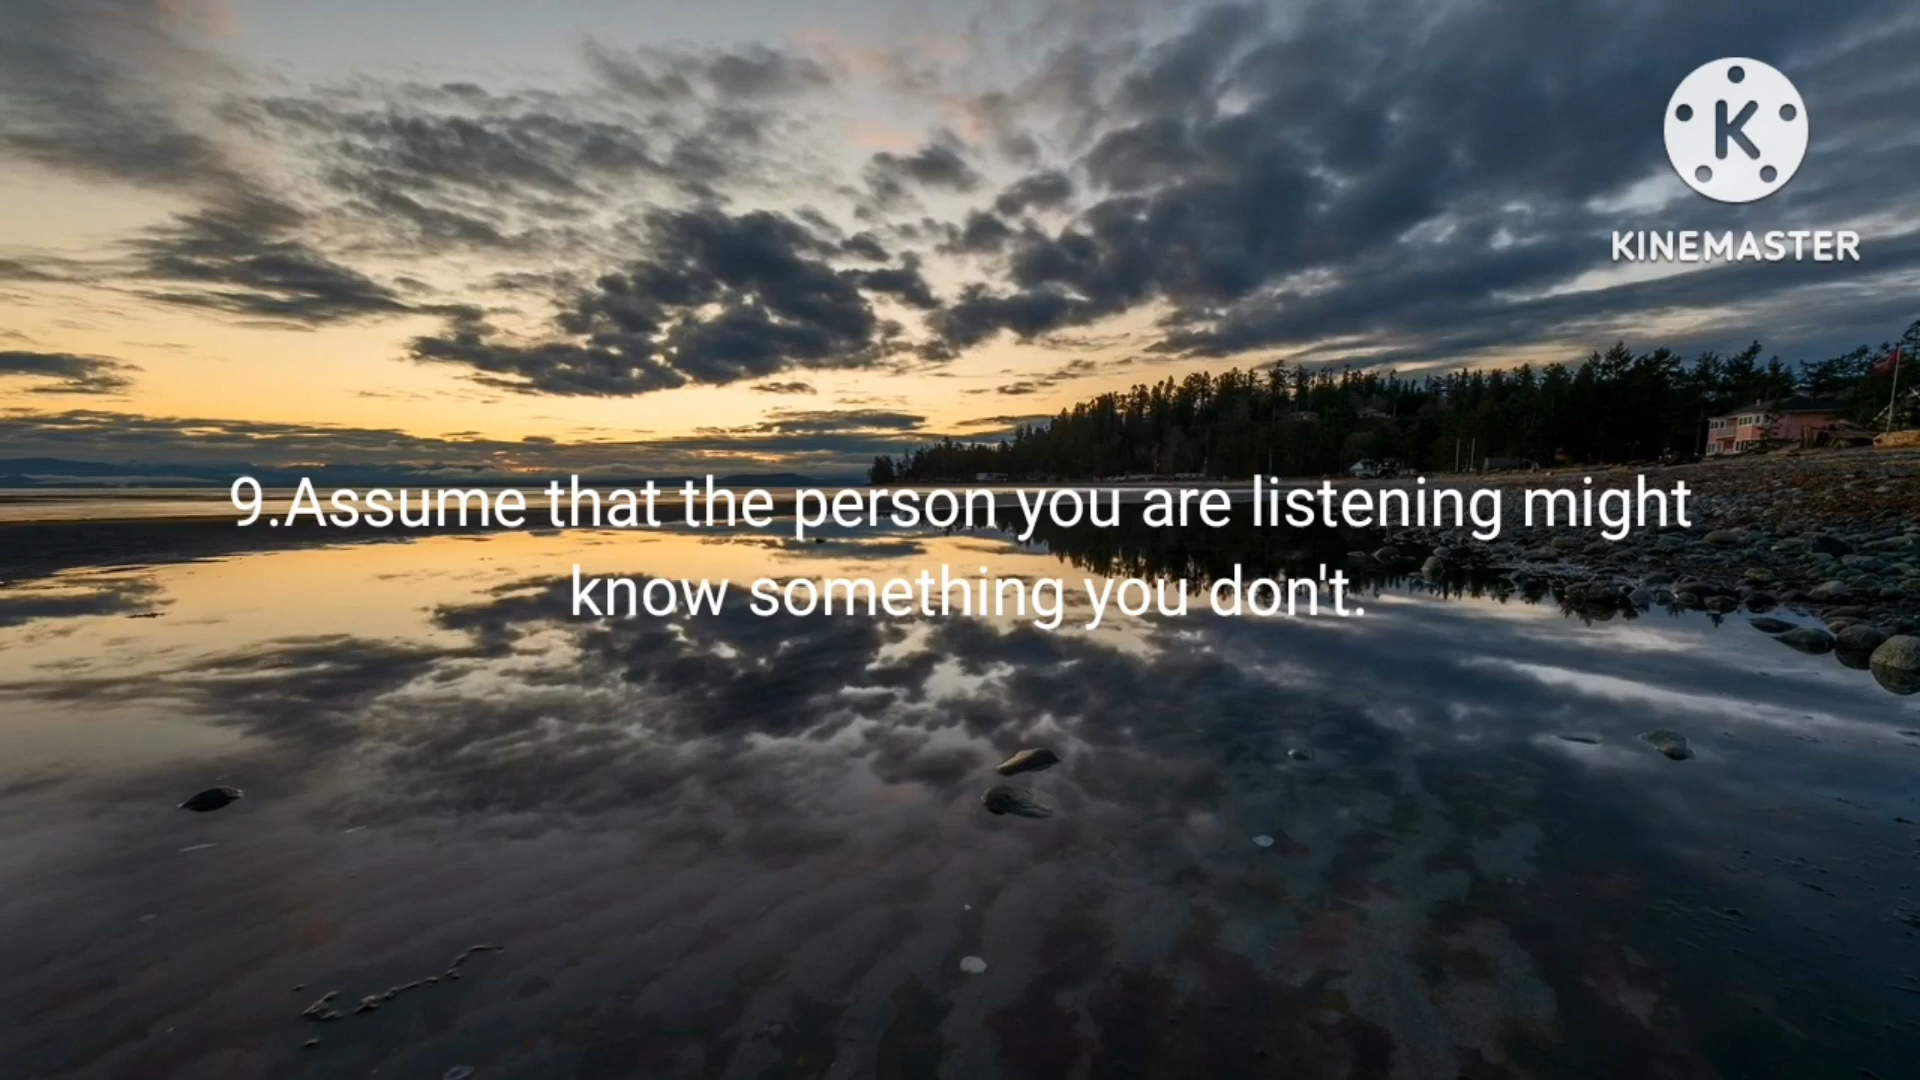 K
KINEMASTER
9.Assume that the person you are listening might
know something you don't.